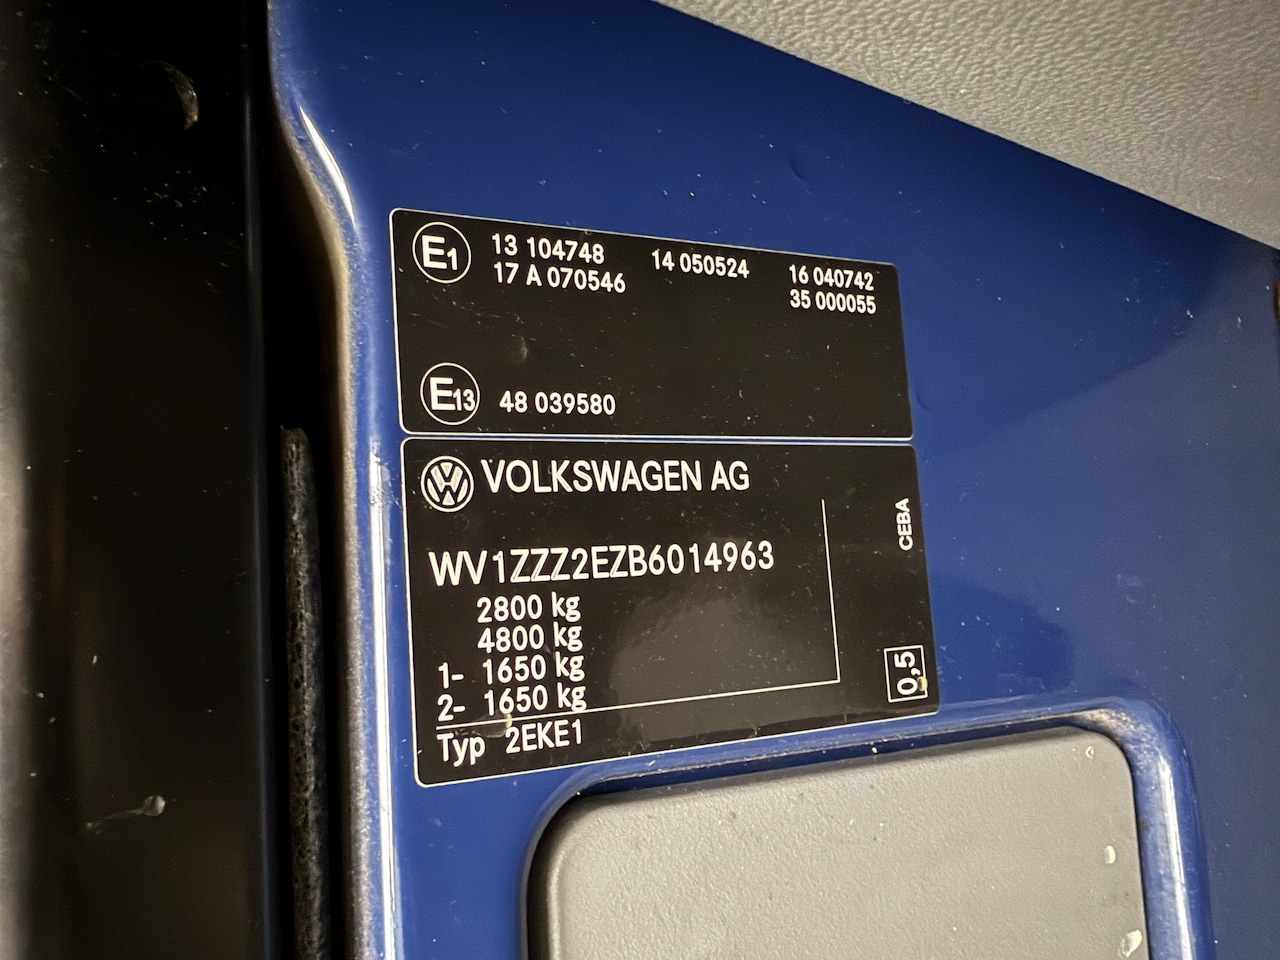 E1 13 104748 14 050524 16 040742
17 A 070546 35 000055
E13 48 039580
VOLKSWAGEN AG
WV1ZZZ2EZB6014963
2800 kg
4800 kg
1- 1650 kg
2- 1650 kg
Typ 2EKE1
CEBA
0,5